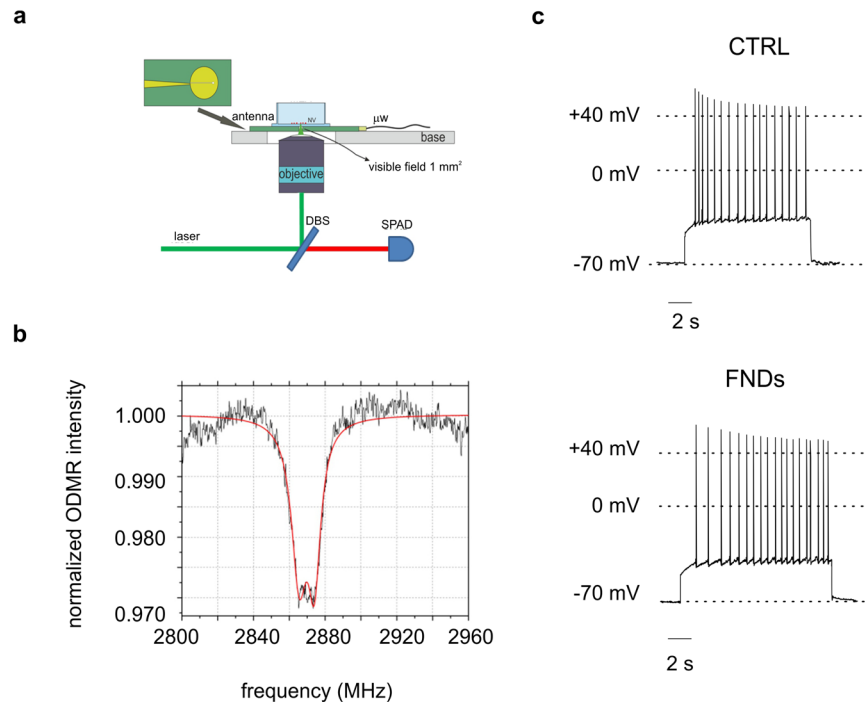 a
antenna
NV
μw
base
visible field 1 mm²
objective
DBS
SPAD
laser
b
normalized ODMR intensity
1.000
0.990
0.980
0.970
2800 2840 2880 2920 2960
frequency (MHz)
c
CTRL
+40 mV
0 mV
-70 mV
2 s
FNDs
+40 mV
0 mV
-70 mV
2 s